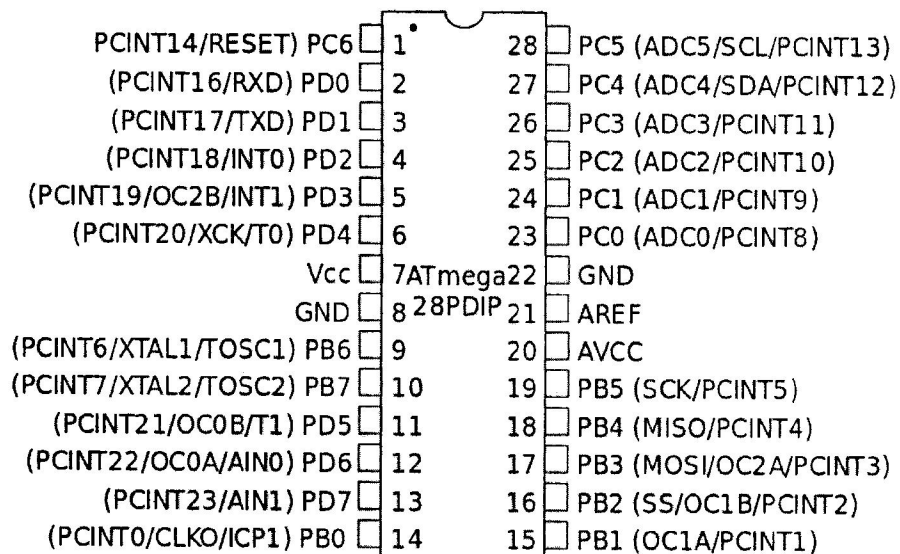 PCINT14/RESET) PC6 1 28 PC5 (ADC5/SCL/PCINT13)
(PCINT16/RXD) PD0 2 27 PC4 (ADC4/SDA/PCINT12)
(PCINT17/TXD) PD1 3 26 PC3 (ADC3/PCINT11)
(PCINT18/INT0) PD2 4 25 PC2 (ADC2/PCINT10)
(PCINT19/OC2B/INT1) PD3 5 24 PC1 (ADC1/PCINT9)
(PCINT20/XCK/T0) PD4 6 23 PC0 (ADC0/PCINT8)
Vcc 7 ATmega 22 GND
GND 8 28PDIP 21 AREF
(PCINT6/XTAL1/TOSC1) PB6 9 20 AVCC
(PCINT7/XTAL2/TOSC2) PB7 10 19 PB5 (SCK/PCINT5)
(PCINT21/OC0B/T1) PD5 11 18 PB4 (MISO/PCINT4)
(PCINT22/OC0A/AIN0) PD6 12 17 PB3 (MOSI/OC2A/PCINT3)
(PCINT23/AIN1) PD7 13 16 PB2 (SS/OC1B/PCINT2)
(PCINT0/CLKO/ICP1) PB0 14 15 PB1 (OC1A/PCINT1)